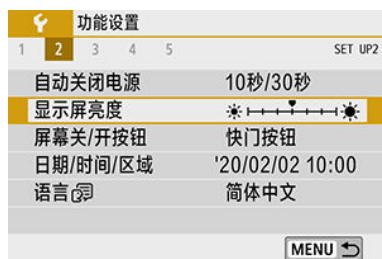 功能设置
1 2 3 4 5 SET UP2
自动关闭电源 10秒/30秒
显示屏亮度
屏幕关/开按钮 快门按钮
日期/时间/区域 '20/02/02 10:00
语言 简体中文
MENU